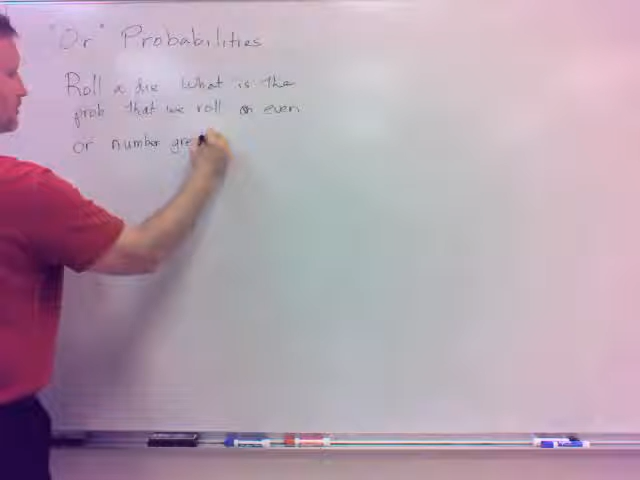 "Or" Probabilities
Roll a die What is the
prob that we roll an even
or number gre